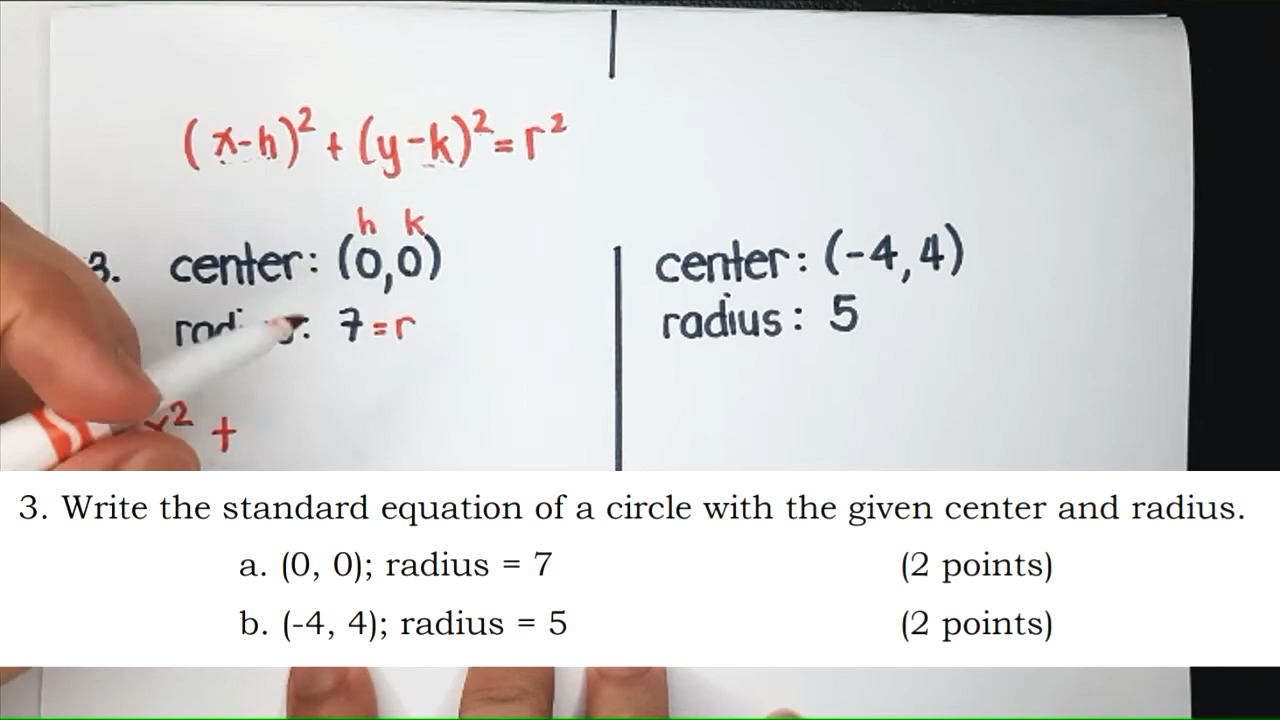 (x-h)² + (y-k)² = r²
h k
3. center: (0,0)
7 = r
² +
center: (-4,4)
radius: 5
3. Write the standard equation of a circle with the given center and radius.
a. (0, 0); radius = 7 (2 points)
b. (-4, 4); radius = 5 (2 points)